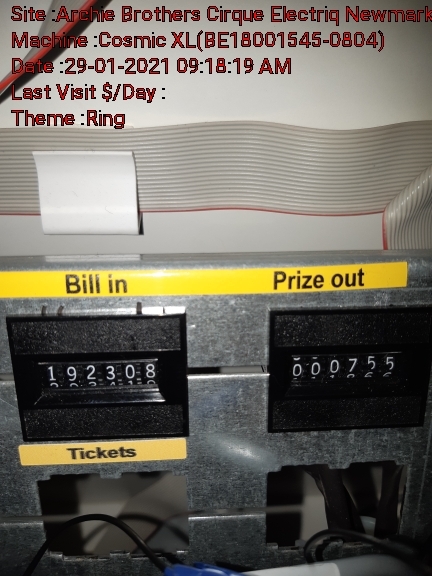 Site :Archie Brothers Cirque Electriq Newmark
Machine :Cosmic XL(BE18001545-0804)
Date :29-01-2021 09:18:19 AM
Last Visit $/Day :
Theme :Ring
Bill in Prize out
192308 000755
Tickets